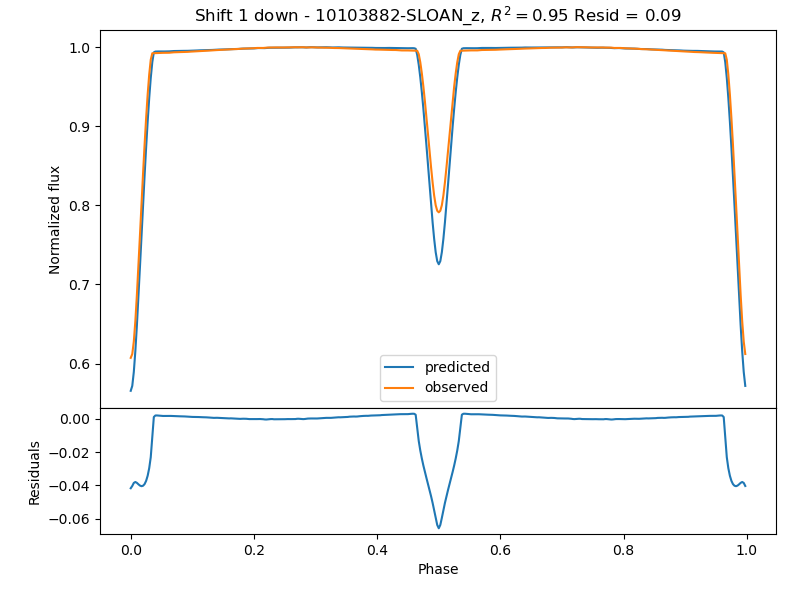 Shift 1 down - 10103882-SLOAN_z, R² = 0.95 Resid = 0.09
Normalized flux
1.0
0.9
0.8
0.7
0.6
predicted
observed
Residuals
0.00
−0.02
−0.04
−0.06
0.0 0.2 0.4 0.6 0.8 1.0
Phase